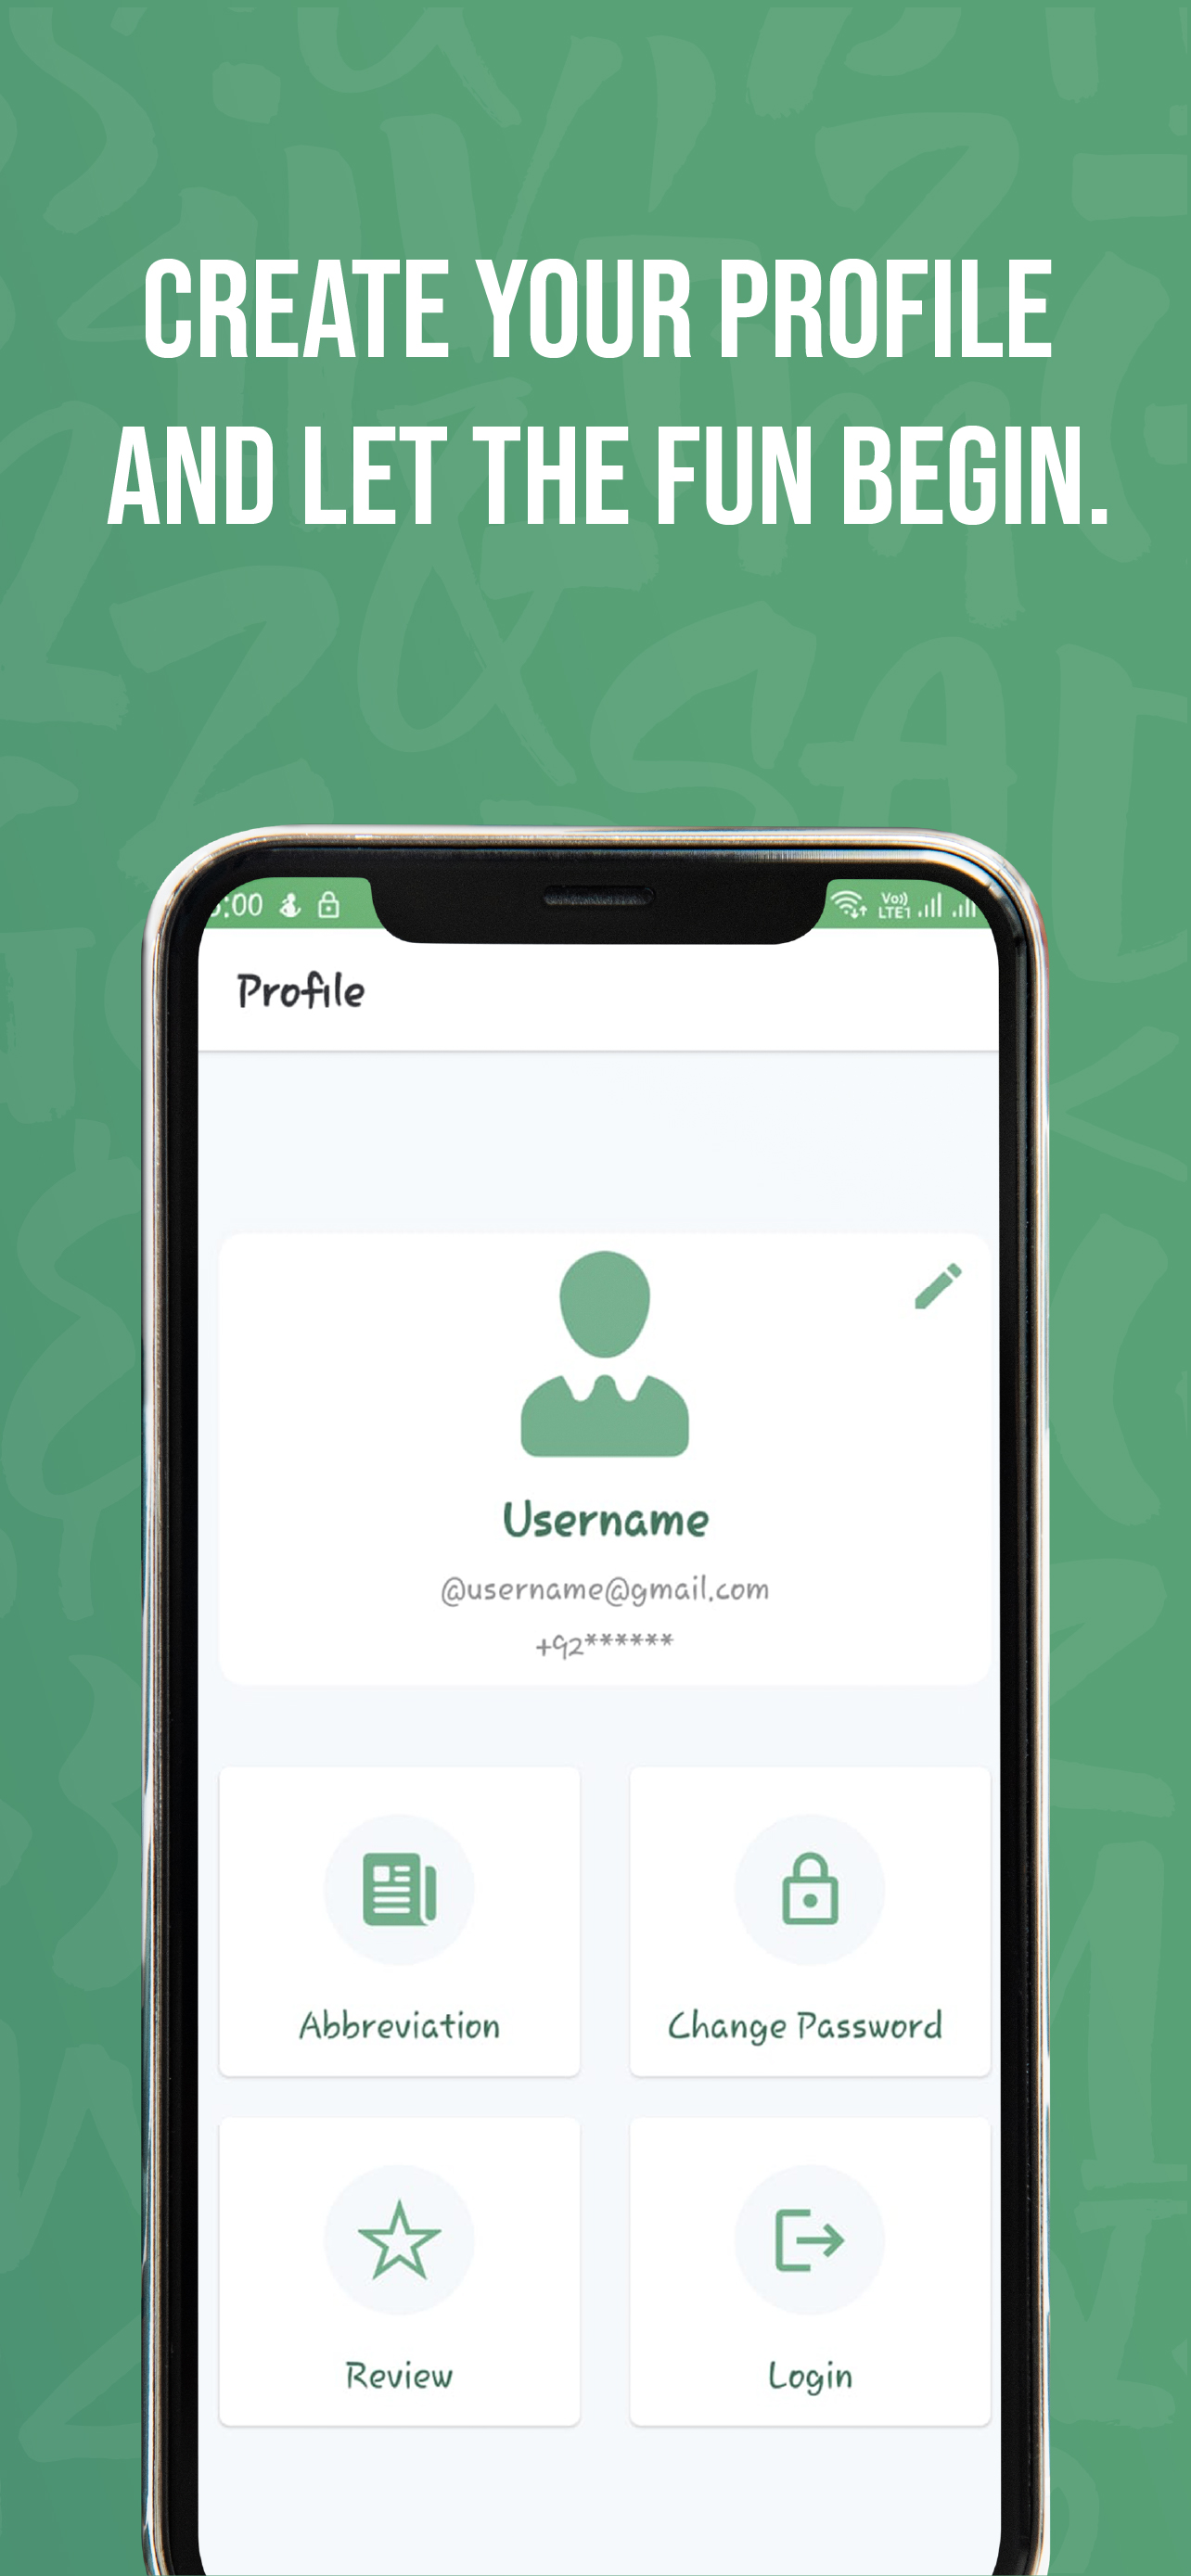 CREATE YOUR PROFILE
AND LET THE FUN BEGIN.
:00
Vo))
LTE1
Profile
Username
@username@gmail.com
+92******
Abbreviation
Change Password
Review
Login